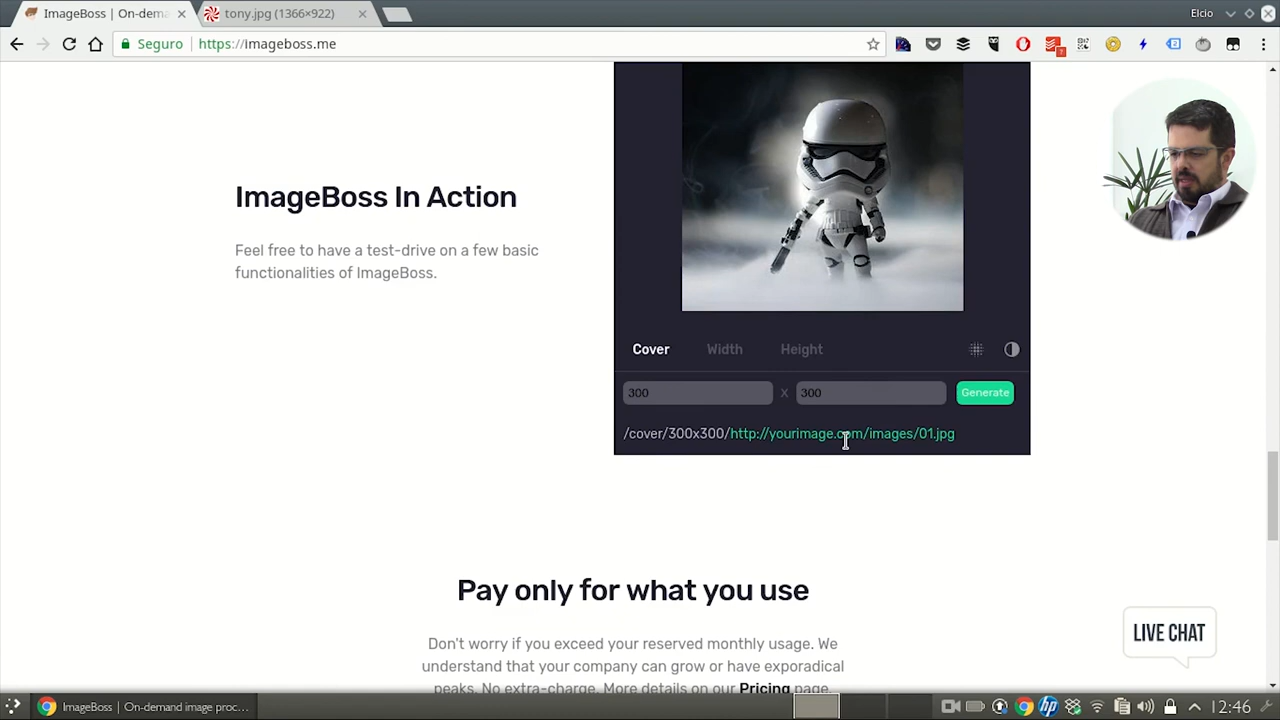 ImageBoss | On-dema
tony.jpg (1366×922)
Elcio
Seguro
https://imageboss.me
ImageBoss In Action
Feel free to have a test-drive on a few basic
functionalities of ImageBoss.
Cover Width Height
300 X 300 Generate
/cover/300x300/http://yourimage.com/images/01.jpg
Pay only for what you use
Don't worry if you exceed your reserved monthly usage. We
understand that your company can grow or have exporadical
peaks. No extra-charge. More details on our Pricing page.
LIVE CHAT
ImageBoss | On-demand image proc...
12:46